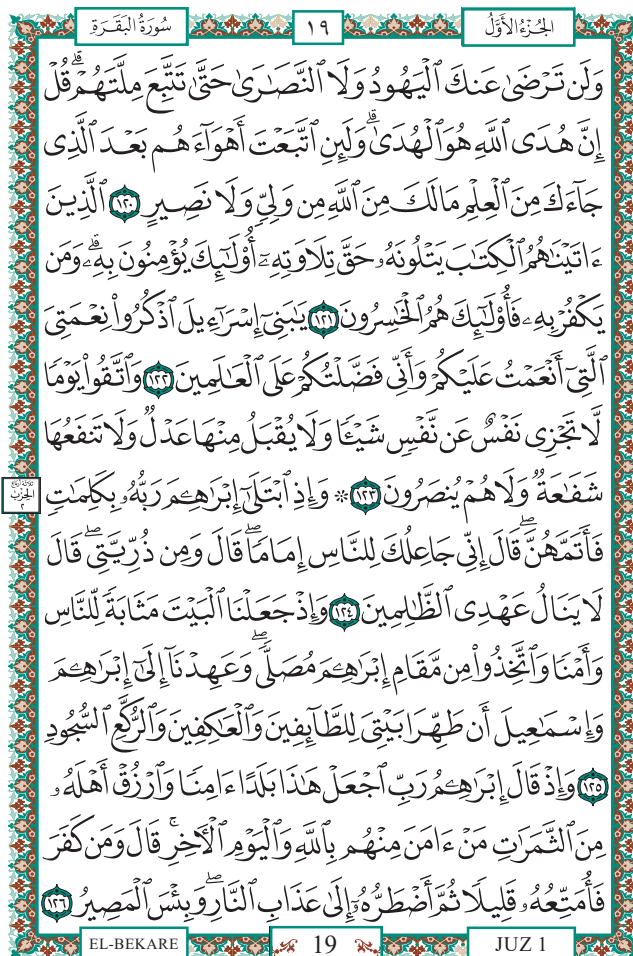 سُورَةُ الْبَقَرَةِ ١٩ الجُزْءُ الأَوَّلُ
وَلَن تَرْضَىٰ عَنكَ ٱلْيَهُودُ وَلَا ٱلنَّصَـٰرَىٰ حَتَّىٰ تَتَّبِعَ مِلَّتَهُمْ ۗ قُلْ
إِنَّ هُدَى ٱللَّهِ هُوَ ٱلْهُدَىٰ ۗ وَلَئِنِ ٱتَّبَعْتَ أَهْوَآءَهُم بَعْدَ ٱلَّذِى
جَآءَكَ مِنَ ٱلْعِلْمِ مَا لَكَ مِنَ ٱللَّهِ مِن وَلِىٍّ وَلَا نَصِيرٍ ١٢٠ ٱلَّذِينَ
ءَاتَيْنَـٰهُمُ ٱلْكِتَـٰبَ يَتْلُونَهُۥ حَقَّ تِلَاوَتِهِۦٓ أُو۟لَـٰٓئِكَ يُؤْمِنُونَ بِهِۦ ۗ وَمَن
يَكْفُرْ بِهِۦ فَأُو۟لَـٰٓئِكَ هُمُ ٱلْخَـٰسِرُونَ ١٢١ يَـٰبَنِىٓ إِسْرَٰٓءِيلَ ٱذْكُرُوا۟ نِعْمَتِىَ
ٱلَّتِىٓ أَنْعَمْتُ عَلَيْكُمْ وَأَنِّى فَضَّلْتُكُمْ عَلَى ٱلْعَـٰلَمِينَ ١٢٢ وَٱتَّقُوا۟ يَوْمًا
لَّا تَجْزِى نَفْسٌ عَن نَّفْسٍ شَيْـًٔا وَلَا يُقْبَلُ مِنْهَا عَدْلٌ وَلَا تَنفَعُهَا
شَفَـٰعَةٌ وَلَا هُمْ يُنصَرُونَ ١٢٣ ۞ وَإِذِ ٱبْتَلَىٰٓ إِبْرَٰهِـۧمَ رَبُّهُۥ بِكَلِمَـٰتٍ
فَأَتَمَّهُنَّ ۖ قَالَ إِنِّى جَاعِلُكَ لِلنَّاسِ إِمَامًا ۖ قَالَ وَمِن ذُرِّيَّتِى ۖ قَالَ
لَا يَنَالُ عَهْدِى ٱلظَّـٰلِمِينَ ١٢٤ وَإِذْ جَعَلْنَا ٱلْبَيْتَ مَثَابَةً لِّلنَّاسِ
وَأَمْنًا وَٱتَّخِذُوا۟ مِن مَّقَامِ إِبْرَٰهِـۧمَ مُصَلًّى ۖ وَعَهِدْنَآ إِلَىٰٓ إِبْرَٰهِـۧمَ
وَإِسْمَـٰعِيلَ أَن طَهِّرَا بَيْتِىَ لِلطَّآئِفِينَ وَٱلْعَـٰكِفِينَ وَٱلرُّكَّعِ ٱلسُّجُودِ
١٢٥ وَإِذْ قَالَ إِبْرَٰهِـۧمُ رَبِّ ٱجْعَلْ هَـٰذَا بَلَدًا ءَامِنًا وَٱرْزُقْ أَهْلَهُۥ
مِنَ ٱلثَّمَرَٰتِ مَنْ ءَامَنَ مِنْهُم بِٱللَّهِ وَٱلْيَوْمِ ٱلْـَٔاخِرِ ۚ قَالَ وَمَن كَفَرَ
فَأُمَتِّعُهُۥ قَلِيلًا ثُمَّ أَضْطَرُّهُۥٓ إِلَىٰ عَذَابِ ٱلنَّارِ ۖ وَبِئْسَ ٱلْمَصِيرُ ١٢٦
الحِزْبُ
٢
EL-BEKARE 19 JUZ 1